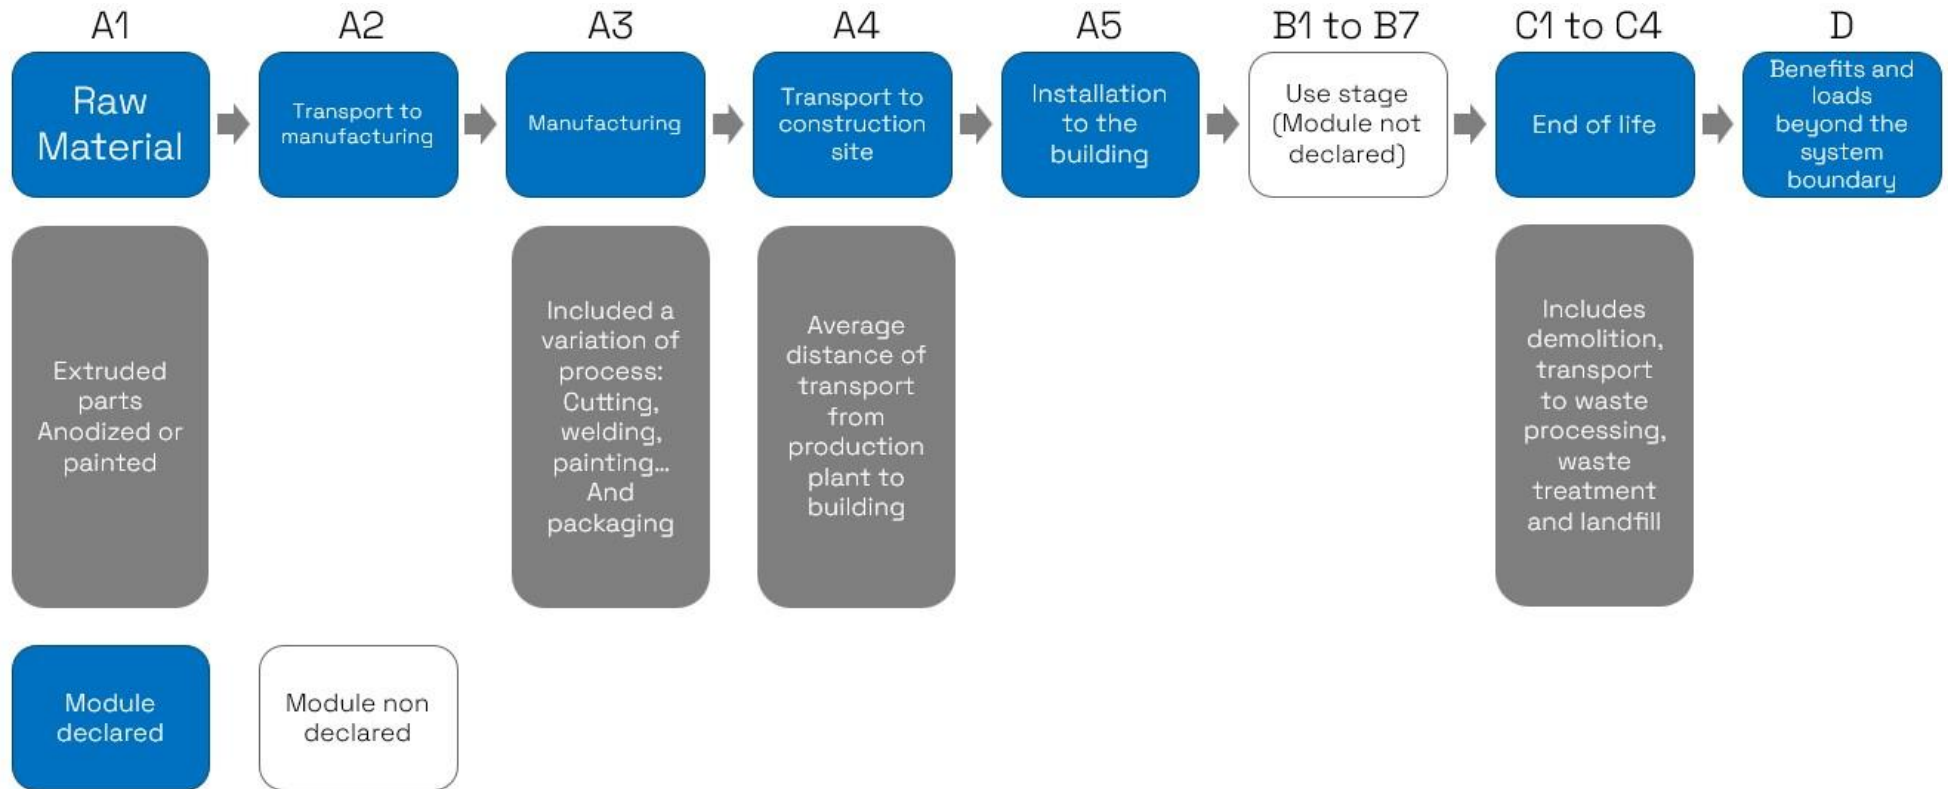 A1
A2
A3
A4
A5
B1 to B7
C1 to C4
D
Raw
Material
Transport to
manufacturing
Manufacturing
Transport to
construction
site
Installation
to the
building
Use stage
(Module not
declared)
End of life
Benefits and
loads
beyond the
system
boundary
Extruded
parts
Anodized or
painted
Included a
variation of
process:
Cutting,
welding,
painting...
And
packaging
Average
distance of
transport
from
production
plant to
building
Includes
demolition,
transport
to waste
processing,
waste
treatment
and landfill
Module
declared
Module non
declared